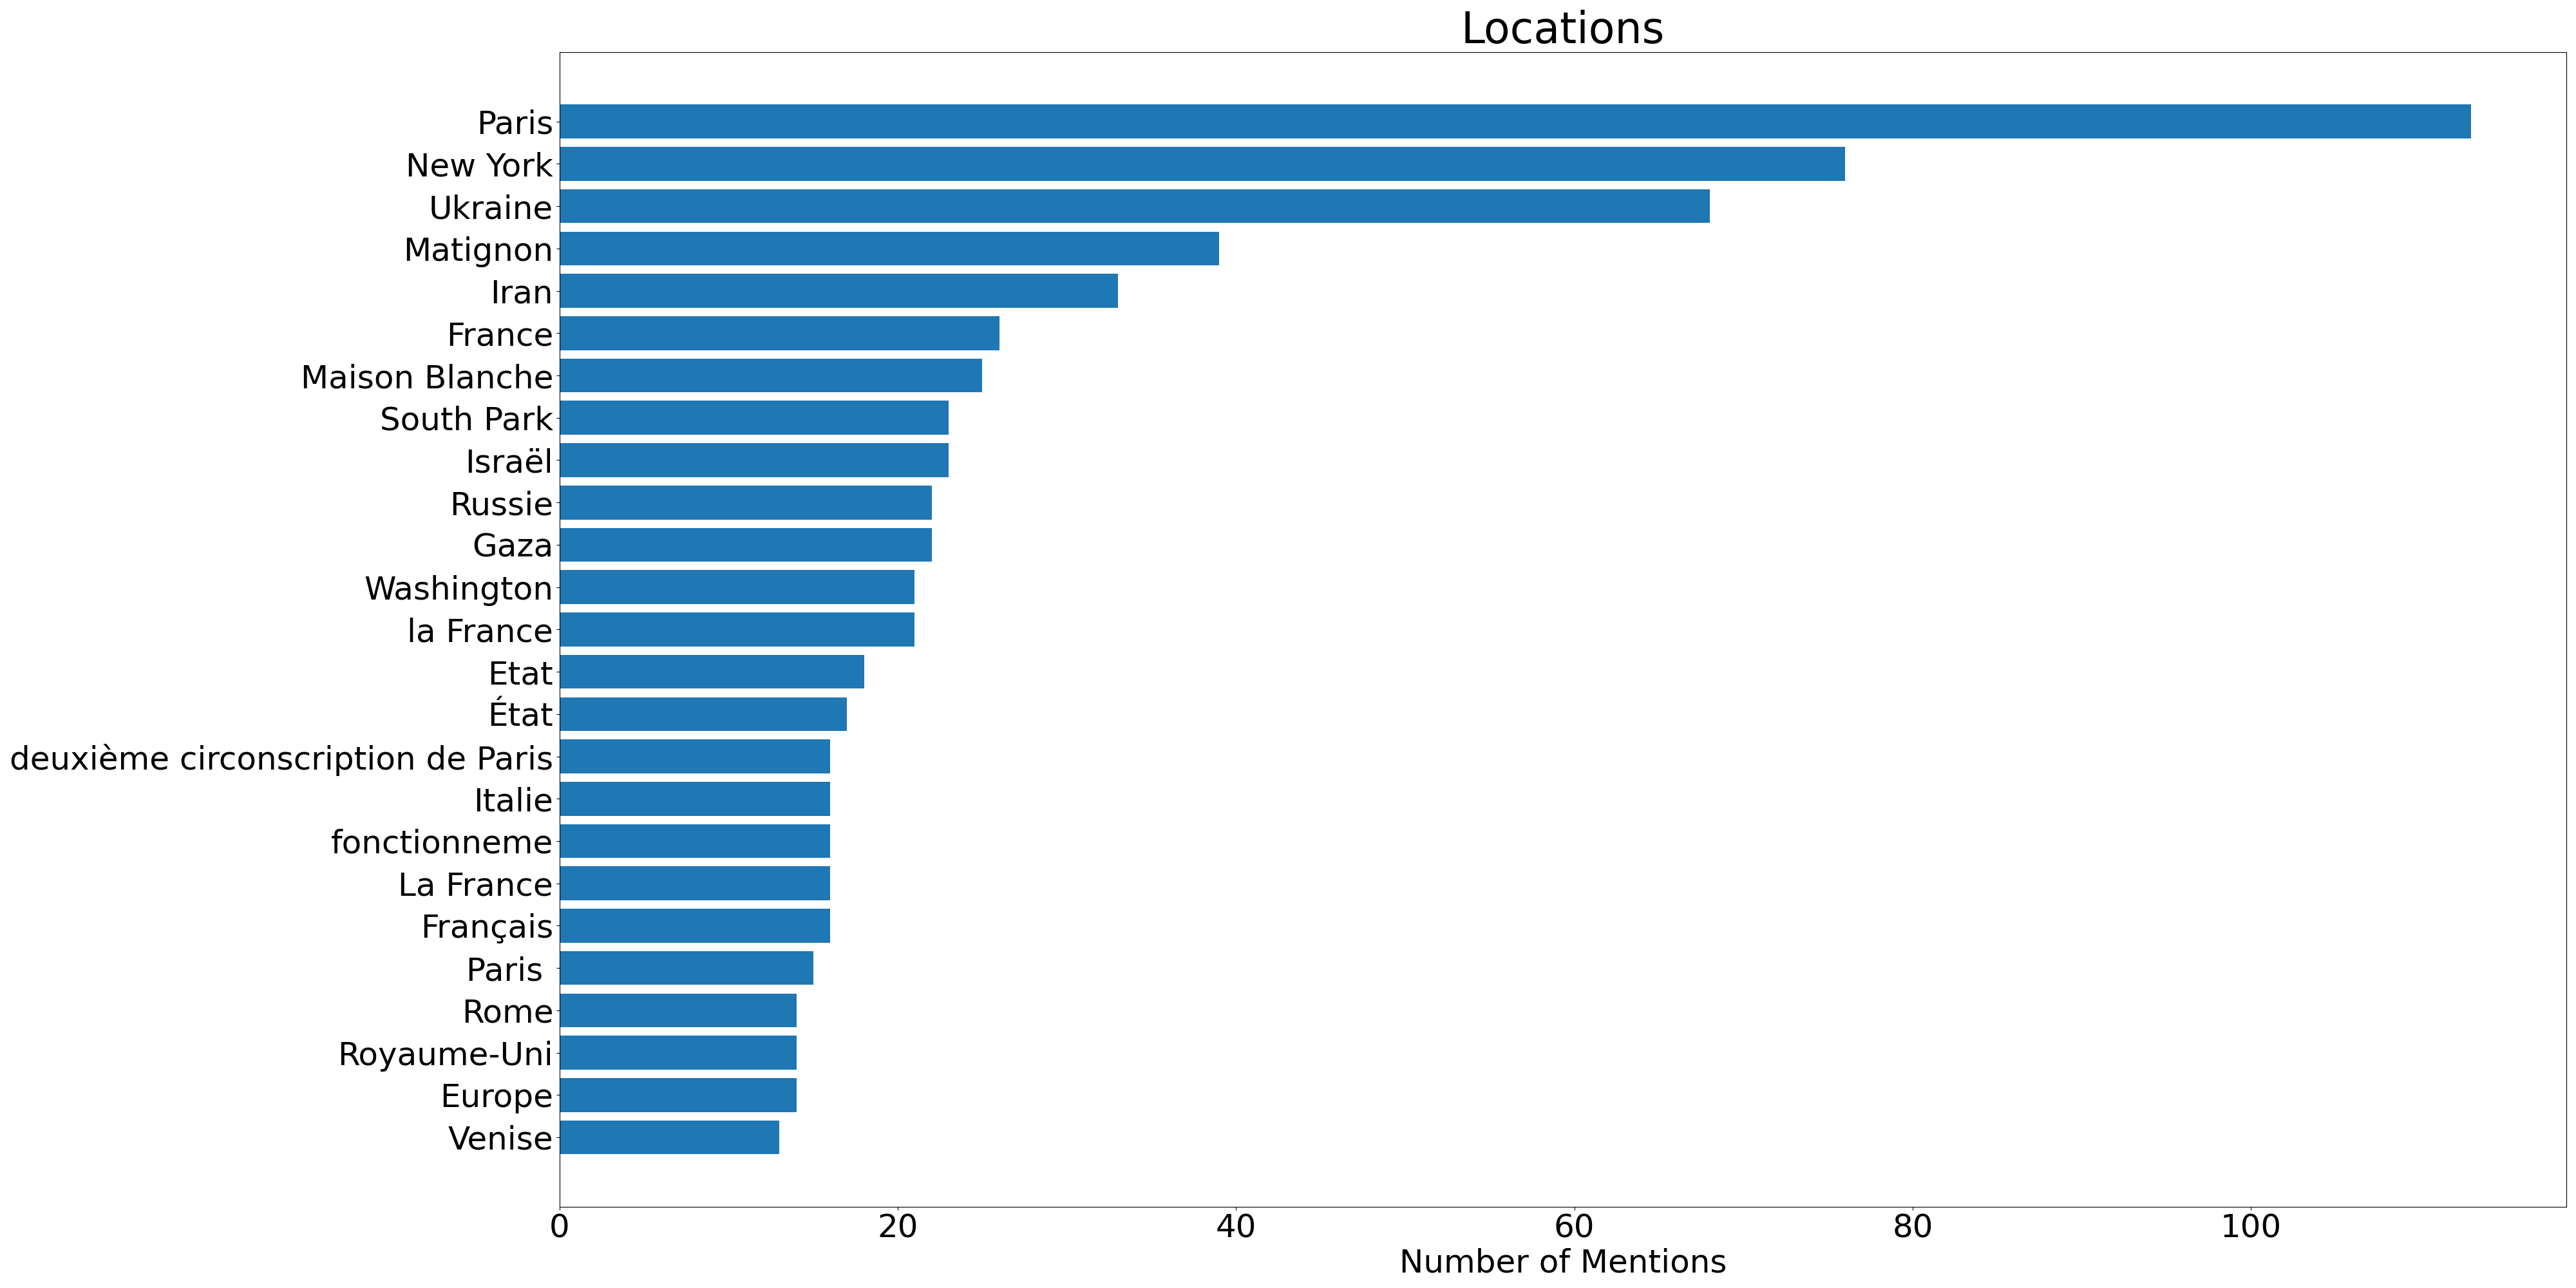 Locations
Paris
New York
Ukraine
Matignon
Iran
France
Maison Blanche
South Park
Israël
Russie
Gaza
Washington
la France
Etat
État
deuxième circonscription de Paris
Italie
fonctionneme
La France
Français
Paris
Rome
Royaume-Uni
Europe
Venise
0 20 40 60 80 100
Number of Mentions